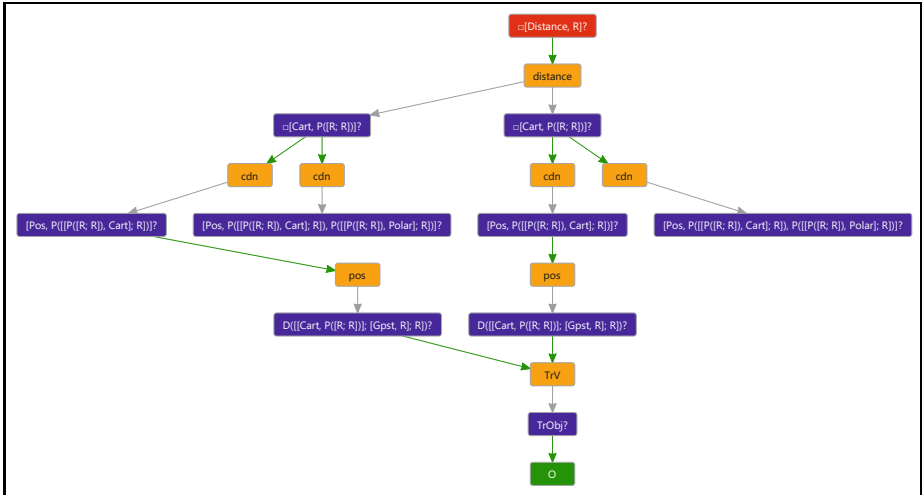 □[Distance, R]?
distance
□[Cart, P([R; R])]?
□[Cart, P([R; R])]?
cdn
cdn
cdn
cdn
[Pos, P([[P([R; R]), Cart]; R])]?
[Pos, P([[P([R; R]), Cart]; R]), P([[P([R; R]), Polar]; R])]?
[Pos, P([[P([R; R]), Cart]; R])]?
[Pos, P([[P([R; R]), Cart]; R]), P([[P([R; R]), Polar]; R])]?
pos
pos
D([[Cart, P([R; R])]; [Gpst, R]; R])?
D([[Cart, P([R; R])]; [Gpst, R]; R])?
TrV
TrObj?
O